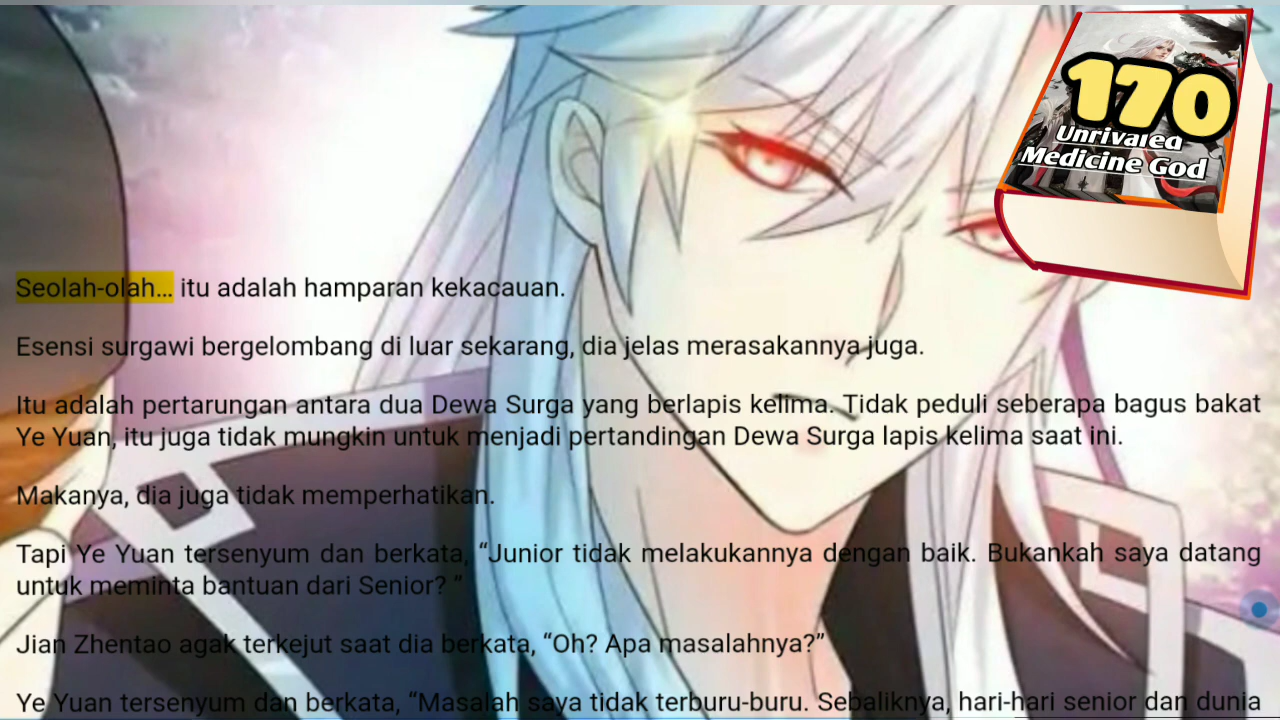 170
Unrivaled
Medicine God
Seolah-olah... itu adalah hamparan kekacauan.
Esensi surgawi bergelombang di luar sekarang, dia jelas merasakannya juga.
Itu adalah pertarungan antara dua Dewa Surga yang berlapis kelima. Tidak peduli seberapa bagus bakat
Ye Yuan, itu juga tidak mungkin untuk menjadi pertandingan Dewa Surga lapis kelima saat ini.
Makanya, dia juga tidak memperhatikan.
Tapi Ye Yuan tersenyum dan berkata, “Junior tidak melakukannya dengan baik. Bukankah saya datang
untuk meminta bantuan dari Senior? ”
Jian Zhentao agak terkejut saat dia berkata, “Oh? Apa masalahnya?”
Ye Yuan tersenyum dan berkata, “Masalah saya tidak terburu-buru. Sebaliknya, hari-hari senior dan dunia